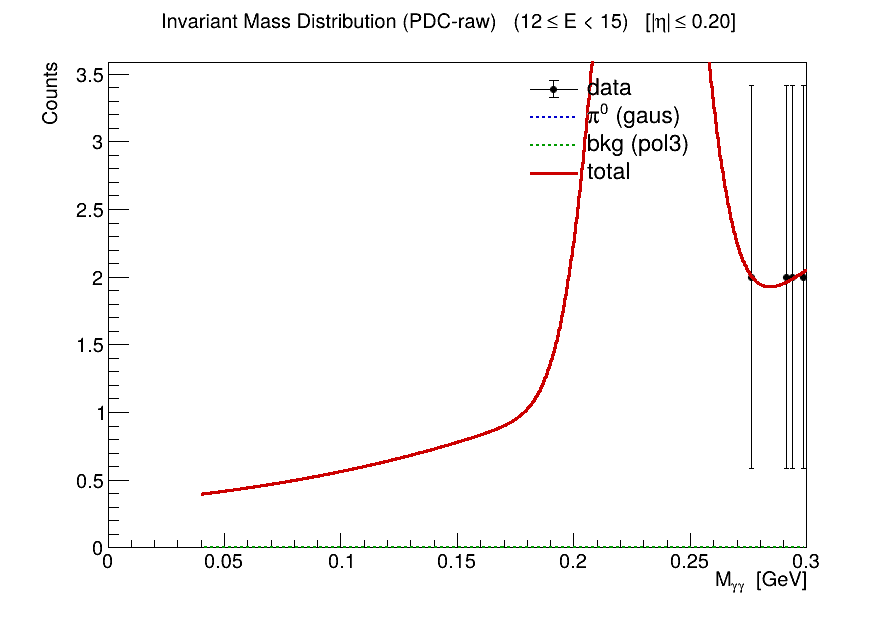 Invariant Mass Distribution (PDC-raw) (12 ≤ E < 15) [|η| ≤ 0.20]
Counts
3.5
3
2.5
2
1.5
1
0.5
0
data
π⁰ (gaus)
bkg (pol3)
total
0 0.05 0.1 0.15 0.2 0.25 0.3
Mγγ [GeV]